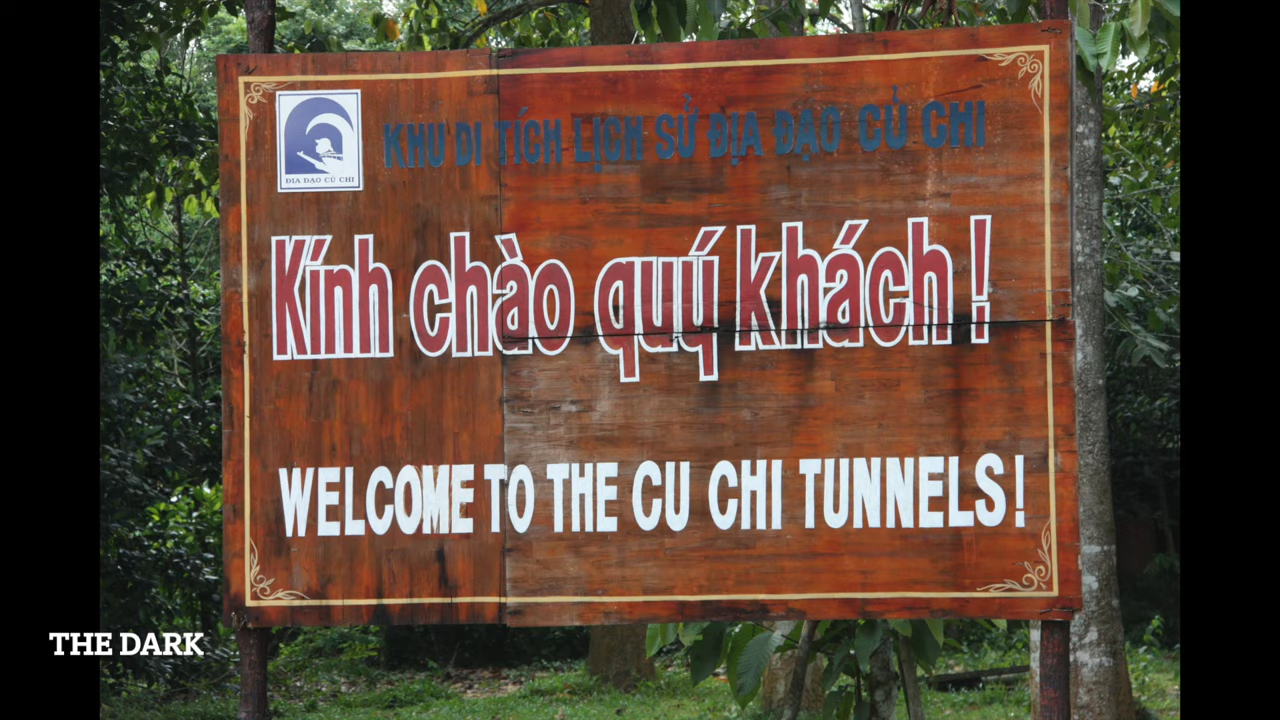 KHU DI TÍCH LỊCH SỬ ĐỊA ĐẠO CỦ CHI
ĐỊA ĐẠO CỦ CHI
Kính chào quý khách !
WELCOME TO THE CU CHI TUNNELS!
THE DARK